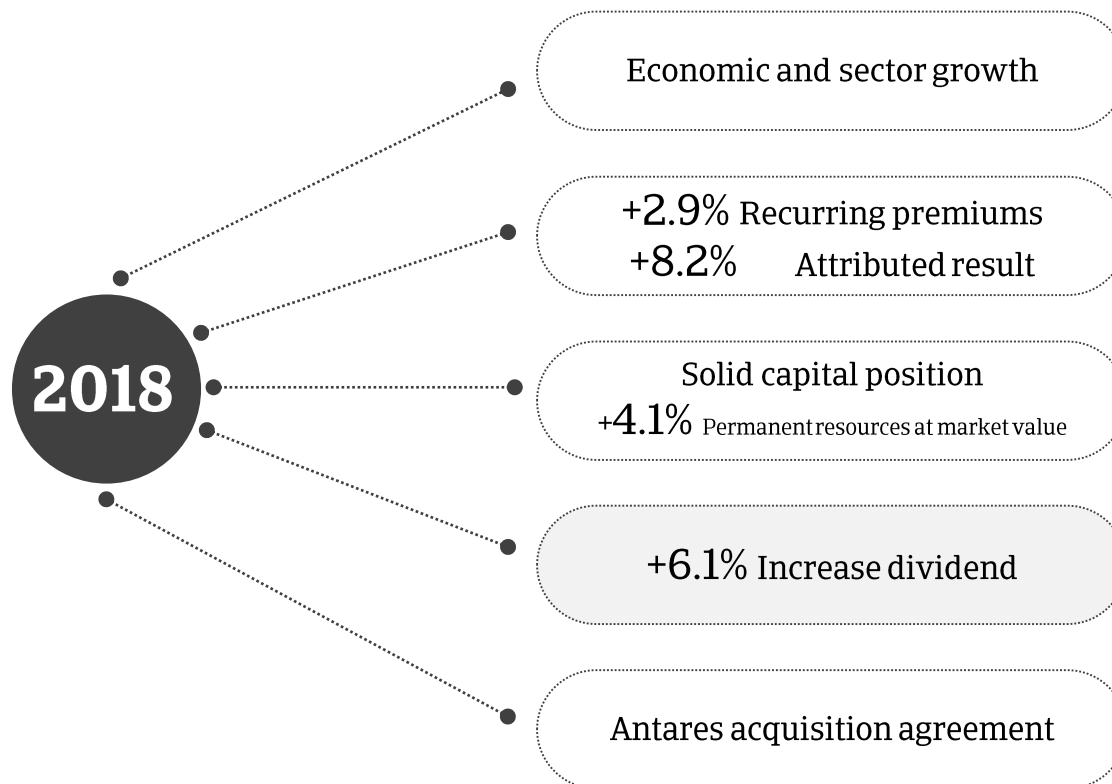 Economic and sector growth
+2.9% Recurring premiums
+8.2% Attributed result
2018
Solid capital position
+4.1% Permanent resources at market value
+6.1% Increase dividend
Antares acquisition agreement